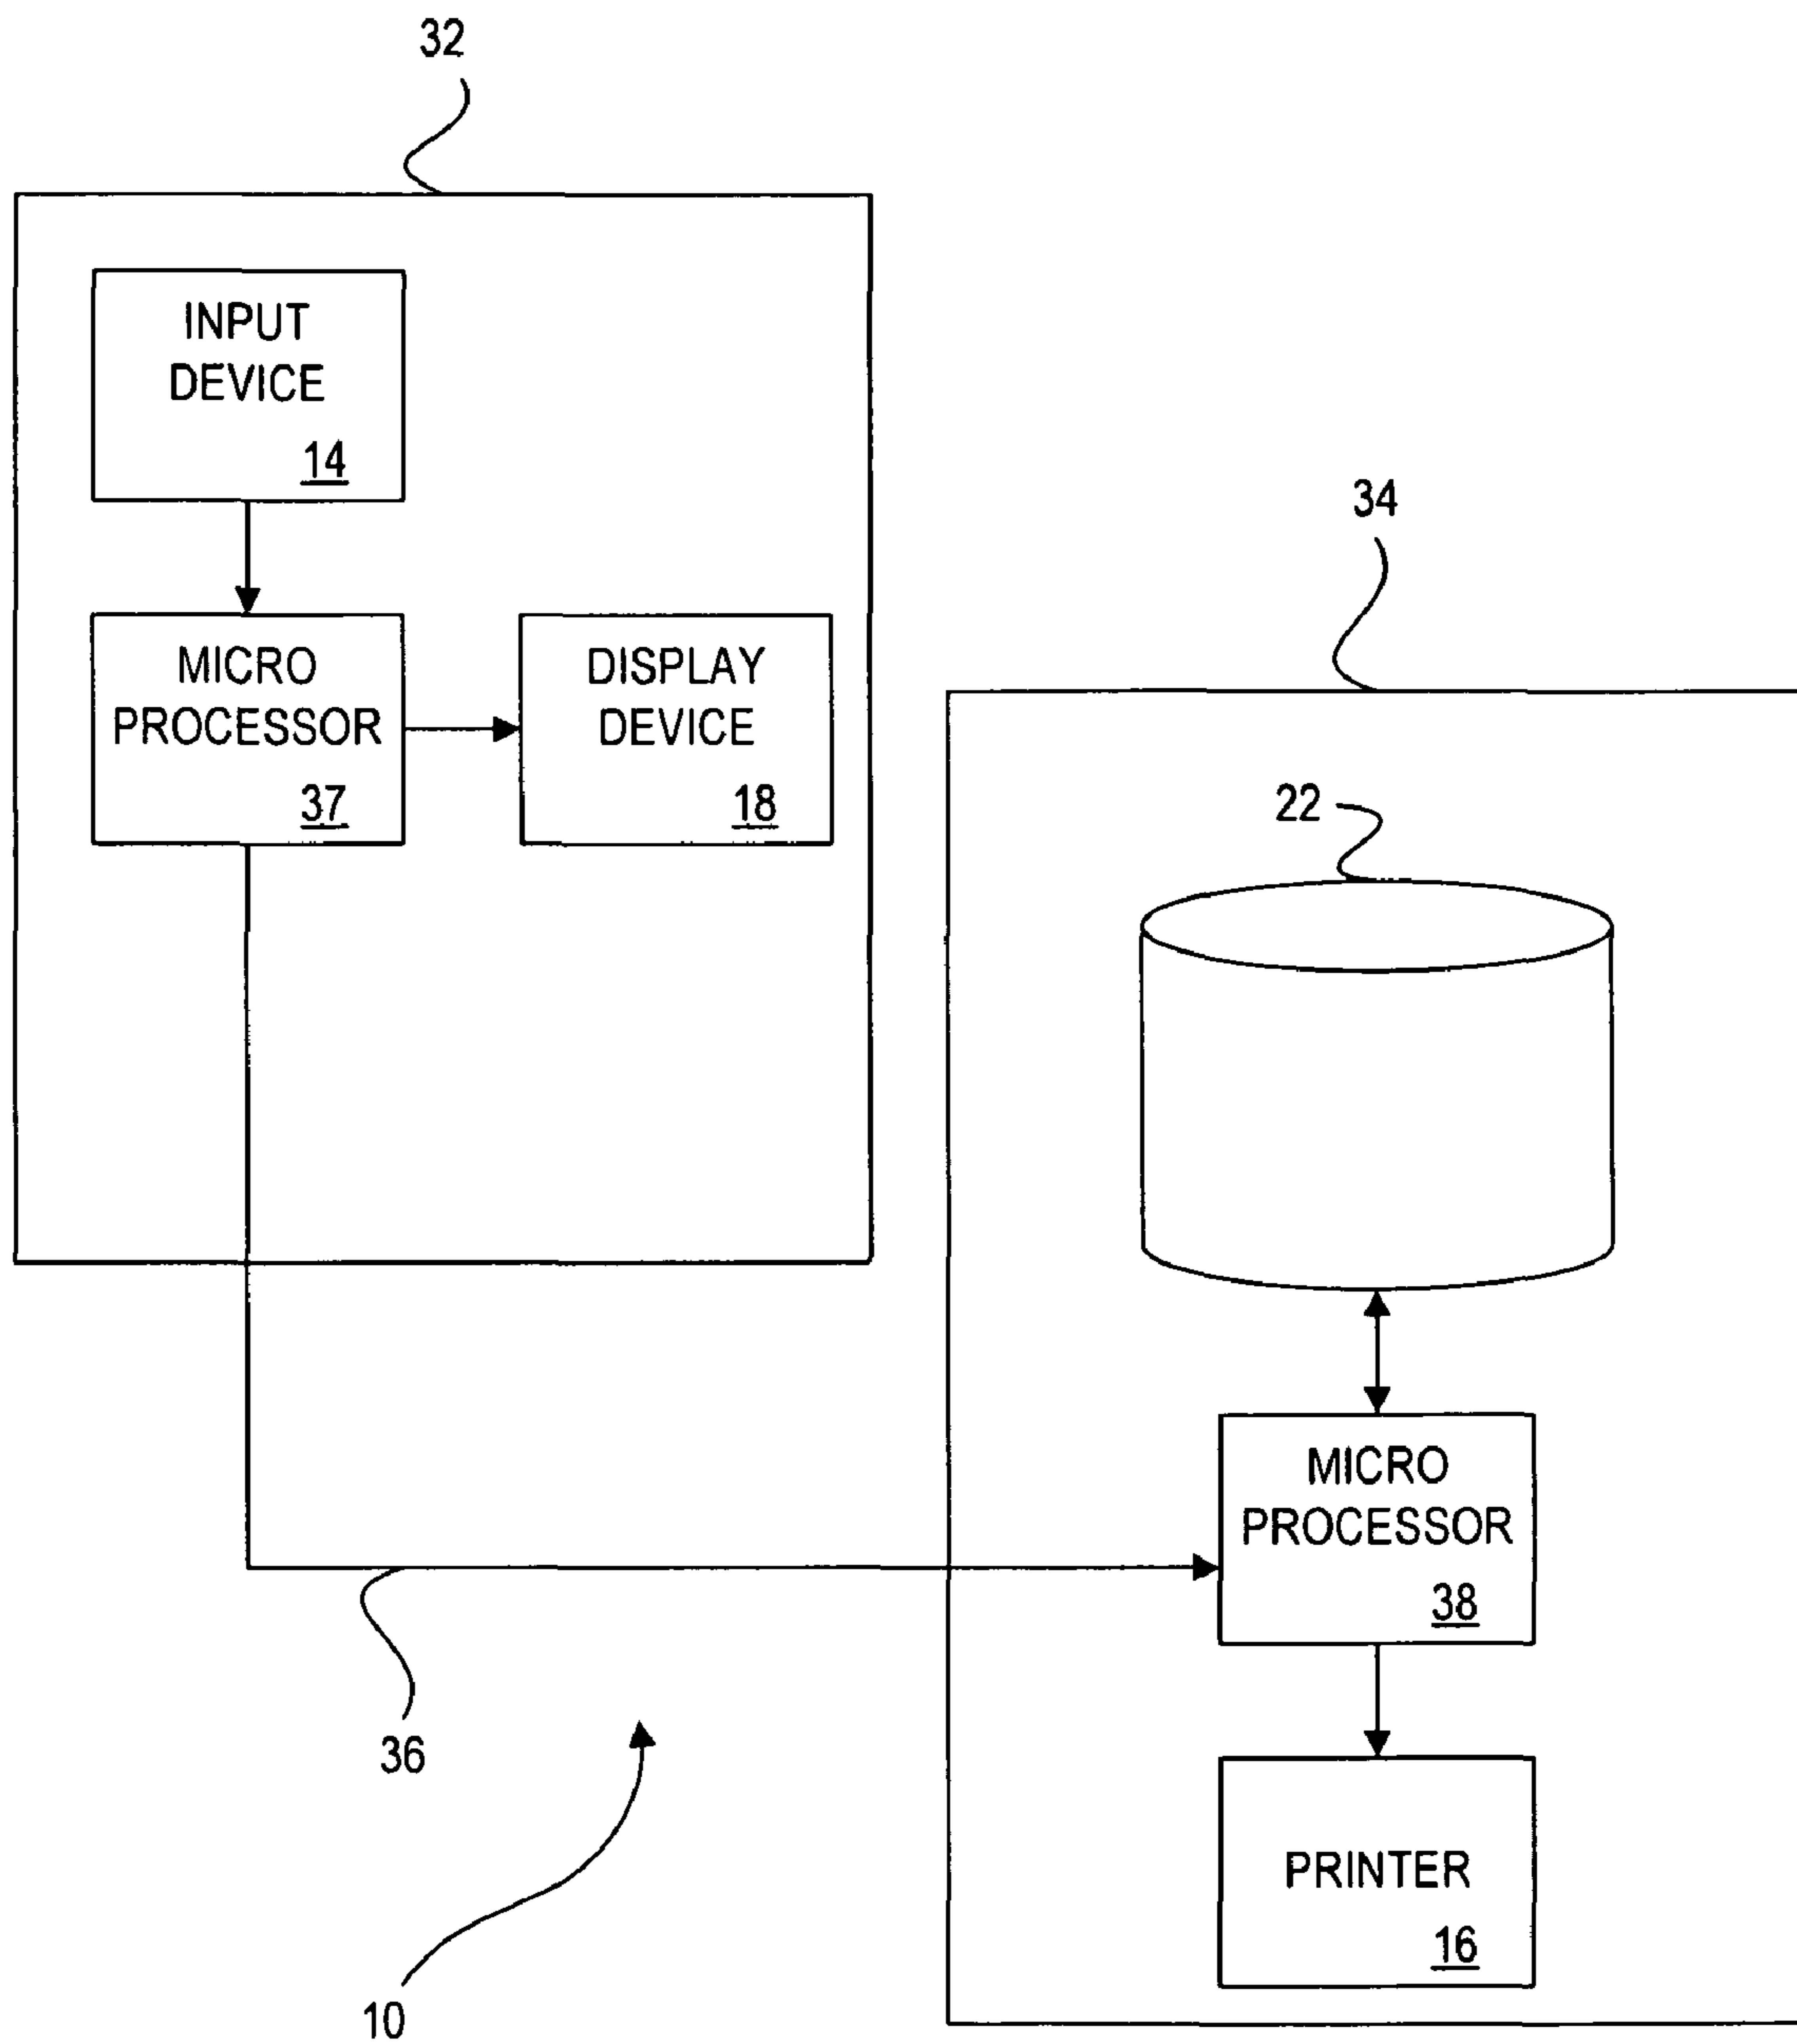 32
INPUT
DEVICE
14
34
MICRO
PROCESSOR
37
DISPLAY
DEVICE
18
22
MICRO
PROCESSOR
38
36
PRINTER
16
10